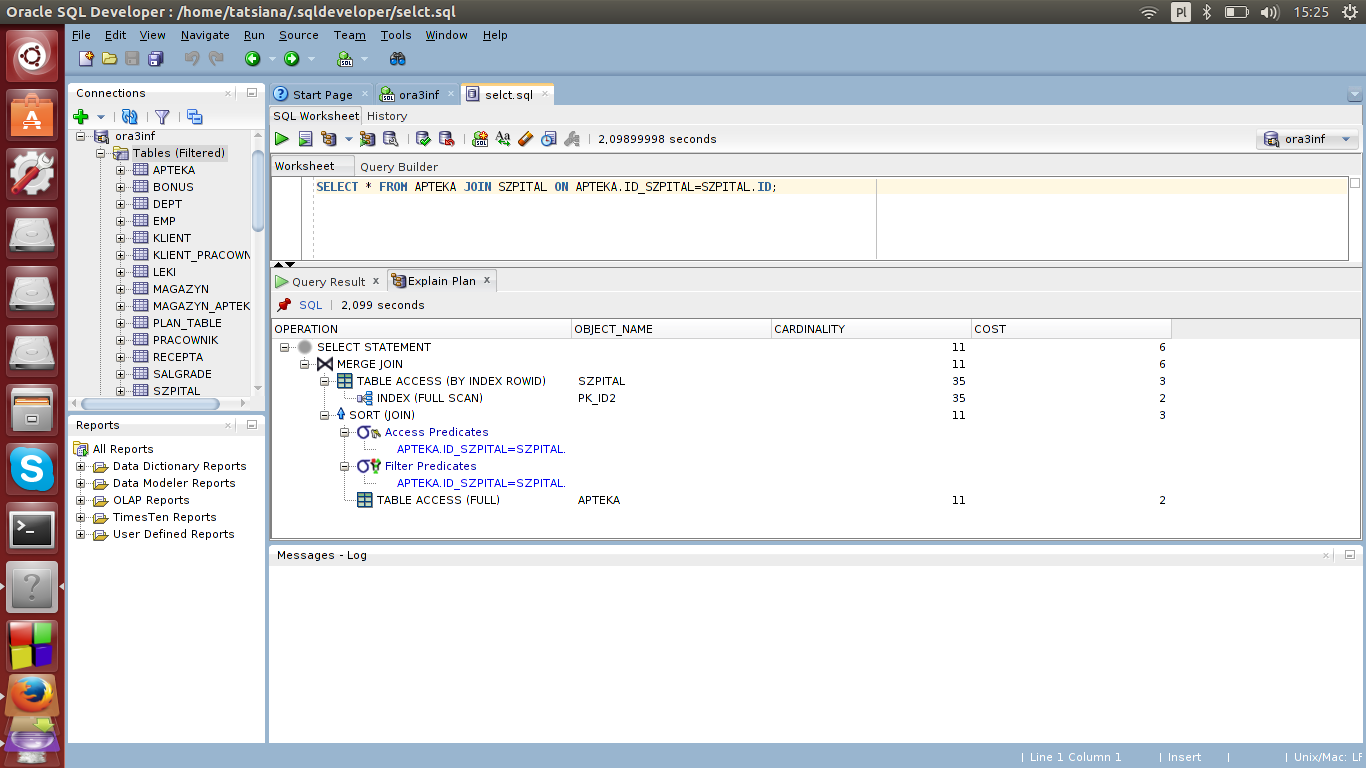 Oracle SQL Developer : /home/tatsiana/.sqldeveloper/selct.sql
Pl
15:25
File Edit View Navigate Run Source Team Tools Window Help
Connections
ora3inf
Tables (Filtered)
APTEKA
BONUS
DEPT
EMP
KLIENT
KLIENT_PRACOWN
LEKI
MAGAZYN
MAGAZYN_APTEK
PLAN_TABLE
PRACOWNIK
RECEPTA
SALGRADE
SZPITAL
Reports
All Reports
Data Dictionary Reports
Data Modeler Reports
OLAP Reports
TimesTen Reports
User Defined Reports
Start Page
ora3inf
selct.sql
SQL Worksheet History
2,09899998 seconds
ora3inf
Worksheet Query Builder
SELECT * FROM APTEKA JOIN SZPITAL ON APTEKA.ID_SZPITAL=SZPITAL.ID;
Query Result x Explain Plan x
SQL | 2,099 seconds
OPERATION OBJECT_NAME CARDINALITY COST
SELECT STATEMENT 11 6
MERGE JOIN 11 6
TABLE ACCESS (BY INDEX ROWID) SZPITAL 35 3
INDEX (FULL SCAN) PK_ID2 35 2
SORT (JOIN) 11 3
Access Predicates
APTEKA.ID_SZPITAL=SZPITAL.
Filter Predicates
APTEKA.ID_SZPITAL=SZPITAL.
TABLE ACCESS (FULL) APTEKA 11 2
Messages - Log
| Line 1 Column 1 | Insert | | Unix/Mac: LF